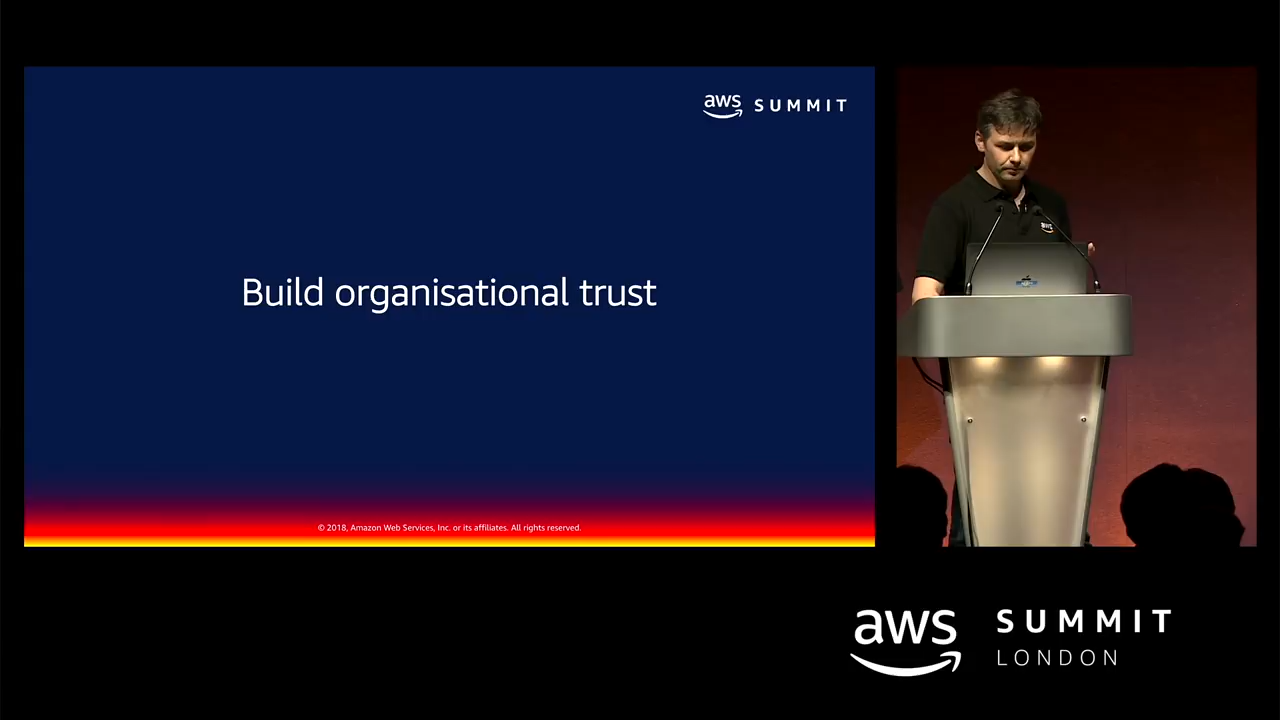 aws SUMMIT
Build organisational trust
© 2018, Amazon Web Services, Inc. or its affiliates. All rights reserved.
aws
aws SUMMIT
LONDON